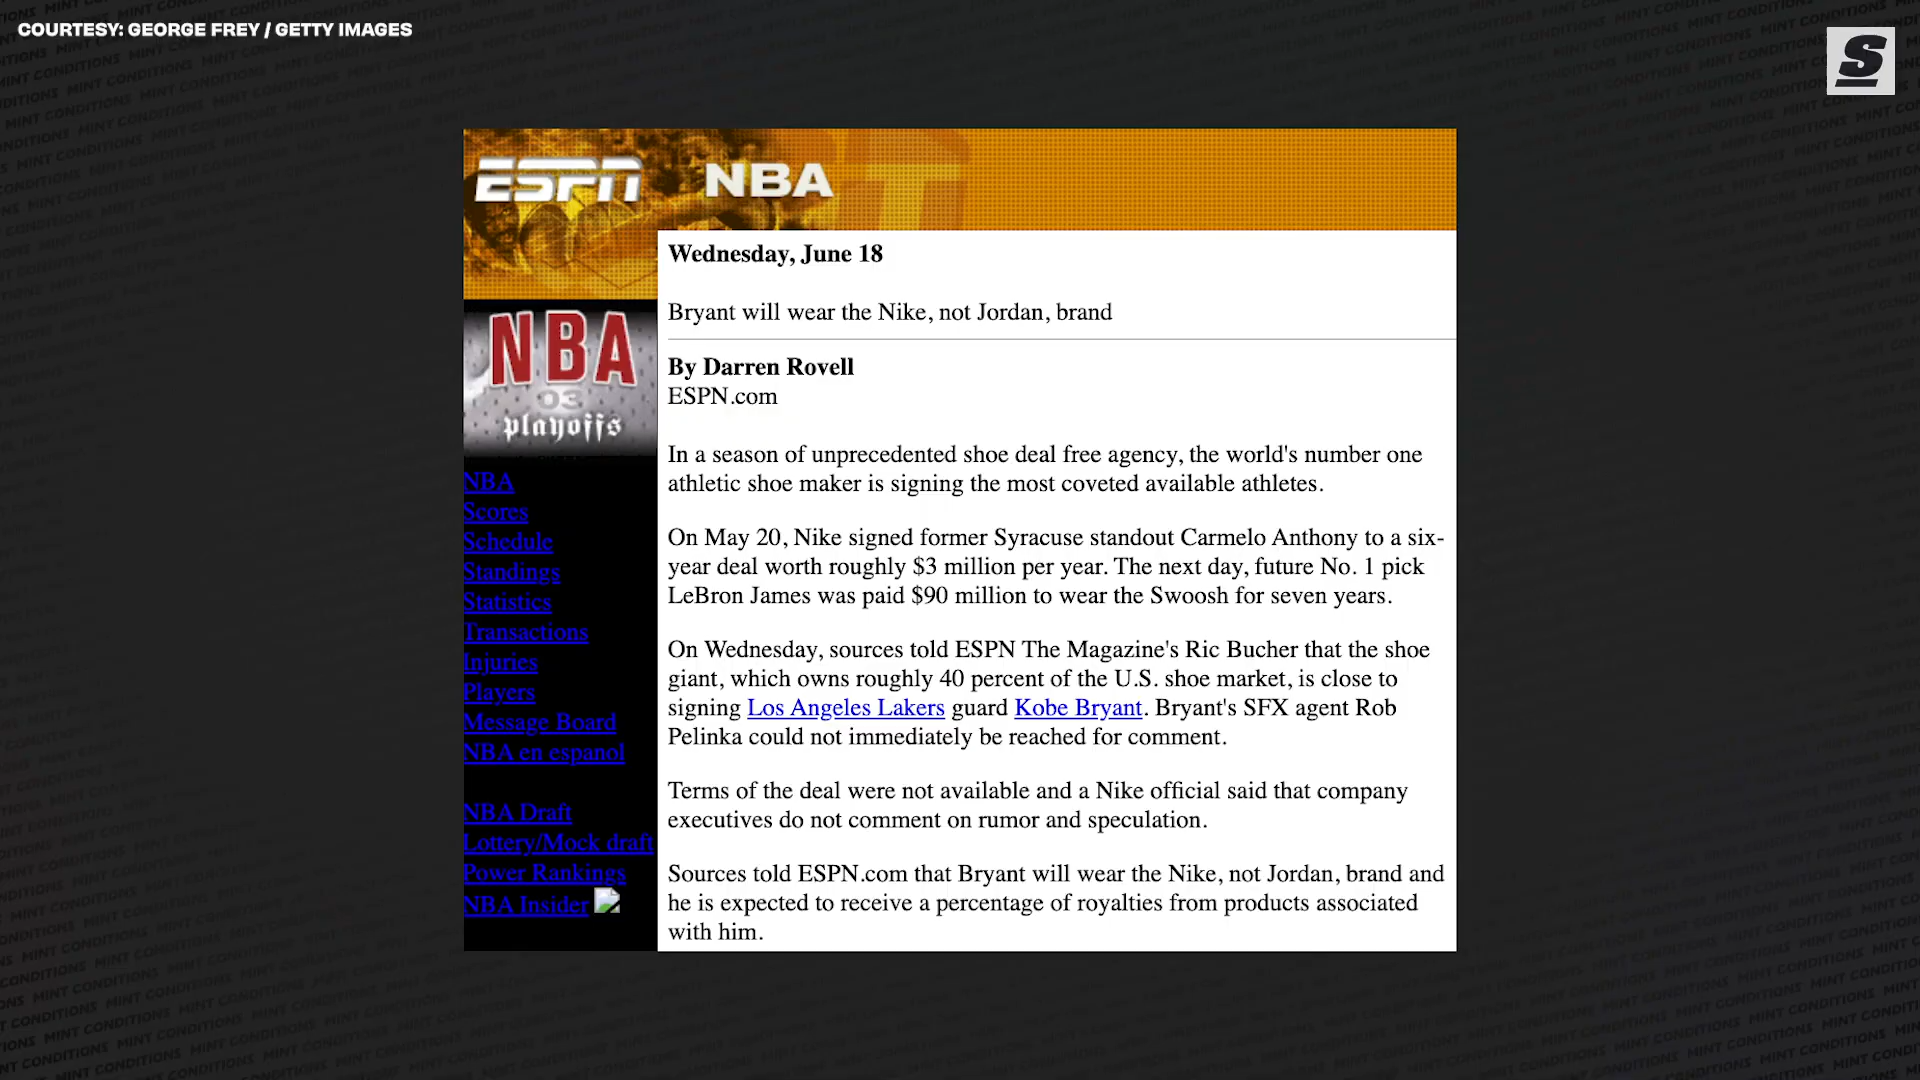 COURTESY: GEORGE FREY / GETTY IMAGES
S
ESPN
NBA
Wednesday, June 18
Bryant will wear the Nike, not Jordan, brand
By Darren Rovell
ESPN.com
In a season of unprecedented shoe deal free agency, the world's number one
athletic shoe maker is signing the most coveted available athletes.
On May 20, Nike signed former Syracuse standout Carmelo Anthony to a six-
year deal worth roughly $3 million per year. The next day, future No. 1 pick
LeBron James was paid $90 million to wear the Swoosh for seven years.
On Wednesday, sources told ESPN The Magazine's Ric Bucher that the shoe
giant, which owns roughly 40 percent of the U.S. shoe market, is close to
signing Los Angeles Lakers guard Kobe Bryant. Bryant's SFX agent Rob
Pelinka could not immediately be reached for comment.
Terms of the deal were not available and a Nike official said that company
executives do not comment on rumor and speculation.
Sources told ESPN.com that Bryant will wear the Nike, not Jordan, brand and
he is expected to receive a percentage of royalties from products associated
with him.
NBA
03
playoffs
NBA
Scores
Schedule
Standings
Statistics
Transactions
Injuries
Players
Message Board
NBA en espanol
NBA Draft
Lottery/Mock draft
Power Rankings
NBA Insider
MINT CONDITIONS